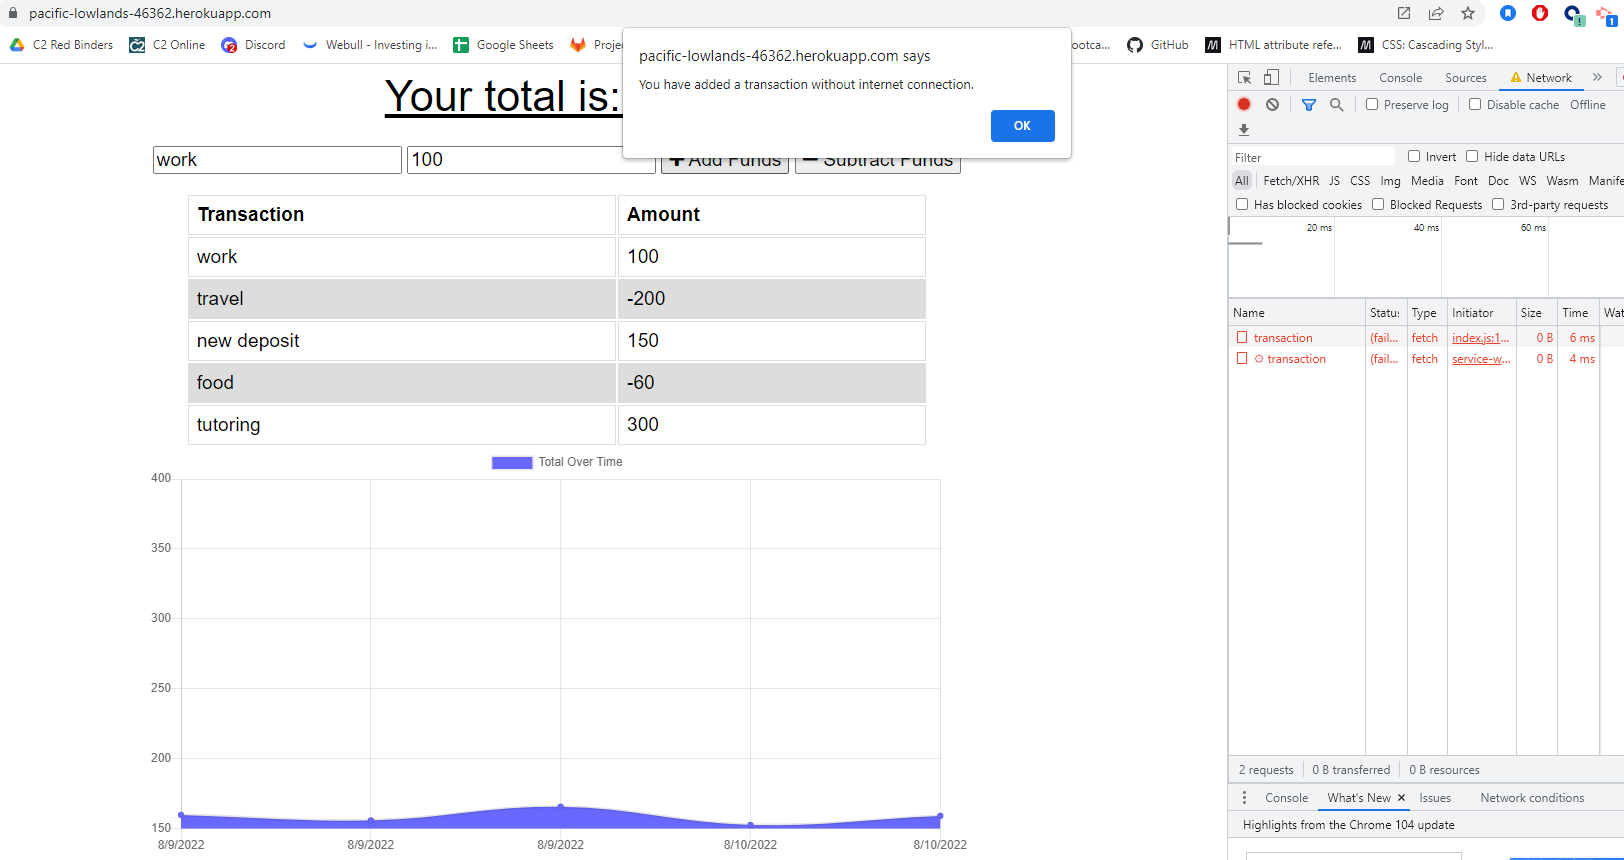 pacific-lowlands-46362.herokuapp.com
C2 Red Binders C2 Online Discord Webull - Investing i... Google Sheets Proje ootca... GitHub HTML attribute refe... CSS: Cascading Styl...
pacific-lowlands-46362.herokuapp.com says
You have added a transaction without internet connection.
OK
Your total is:
work 100 Add Funds Subtract Funds
Transaction Amount
work 100
travel -200
new deposit 150
food -60
tutoring 300
Total Over Time
400
350
300
250
200
150
8/9/2022 8/9/2022 8/9/2022 8/10/2022 8/10/2022
Elements Console Sources Network »
Preserve log Disable cache Offline
Filter Invert Hide data URLs
All Fetch/XHR JS CSS Img Media Font Doc WS Wasm Manife
Has blocked cookies Blocked Requests 3rd-party requests
20 ms 40 ms 60 ms
Name Status Type Initiator Size Time Wat
transaction (fail... fetch index.js:1... 0 B 6 ms
transaction (fail... fetch service-w... 0 B 4 ms
2 requests 0 B transferred 0 B resources
Console What's New × Issues Network conditions
Highlights from the Chrome 104 update